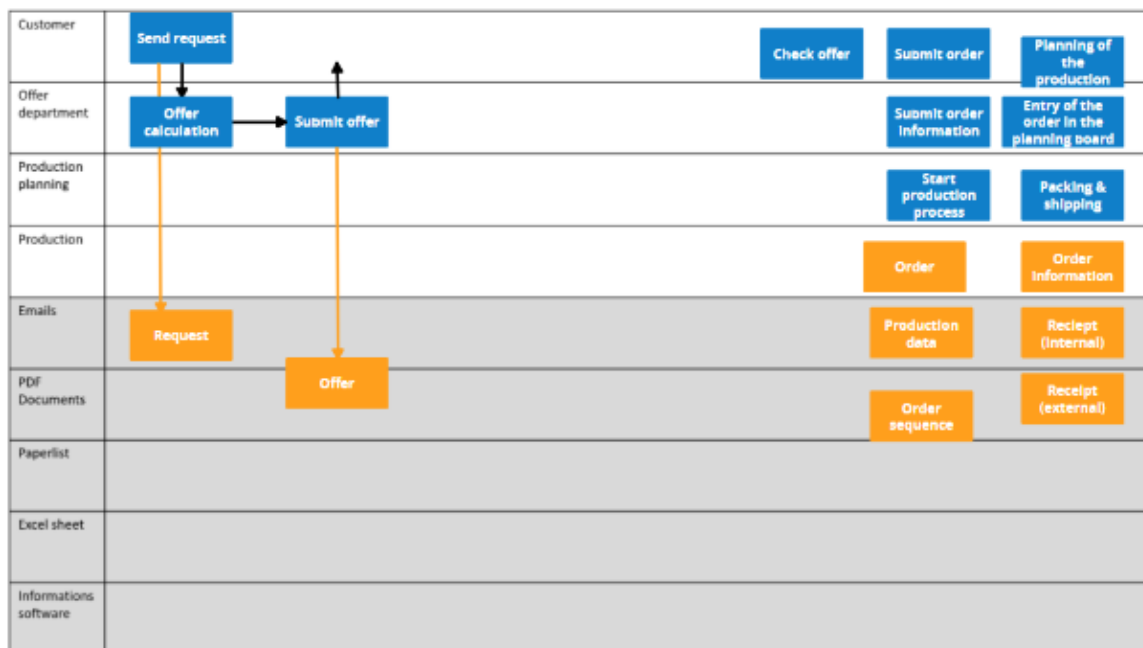 Customer
Send request
Check offer
Submit order
Planning of
the
production
Offer
department
Offer
calculation
Submit offer
Submit order
information
Entry of the
order in the
planning board
Production
planning
Start
production
process
Packing &
shipping
Production
Order
Order
information
Emails
Request
Production
data
Reciept
(internal)
PDF
Documents
Offer
Order
sequence
Receipt
(external)
Paperlist
Excel sheet
Informations
software